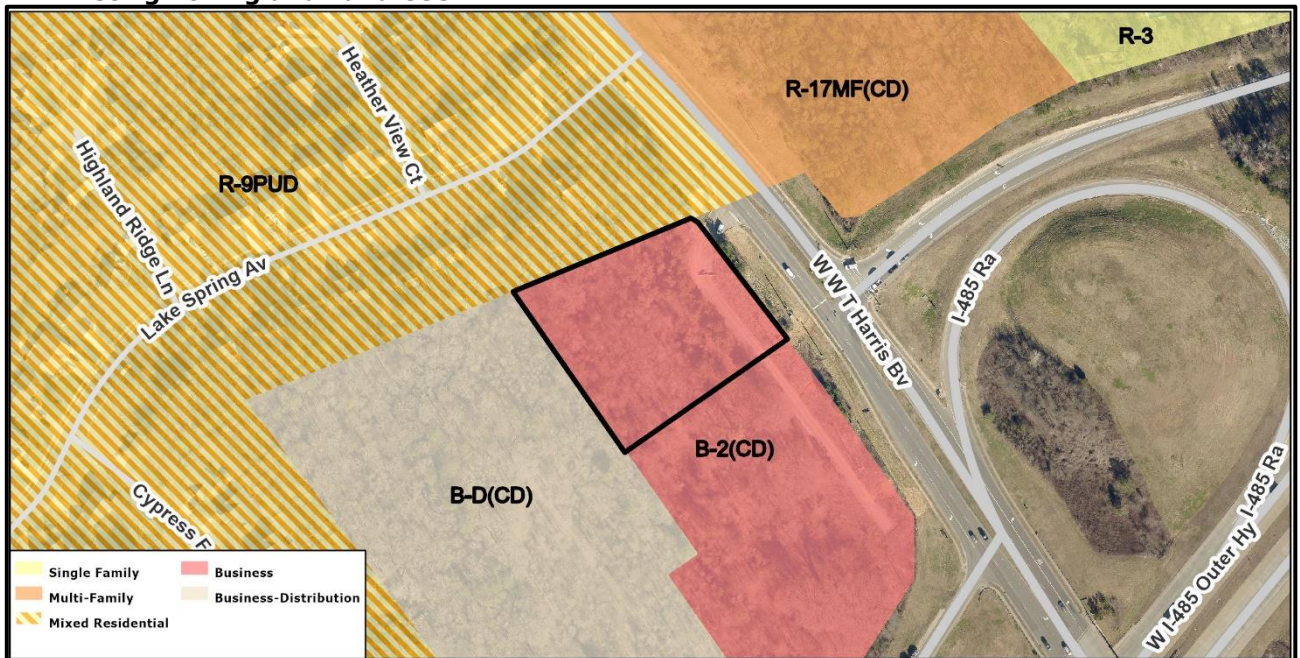 R-3
R-17MF(CD)
Heather View Ct
Highland Ridge Ln
R-9PUD
Lake Spring Av
W W T Harris Bv
I-485 Ra
B-2(CD)
B-D(CD)
Cypress F
I-485 Ra
W I-485 Outer Hy
Single Family
Business
Multi-Family
Business-Distribution
Mixed Residential